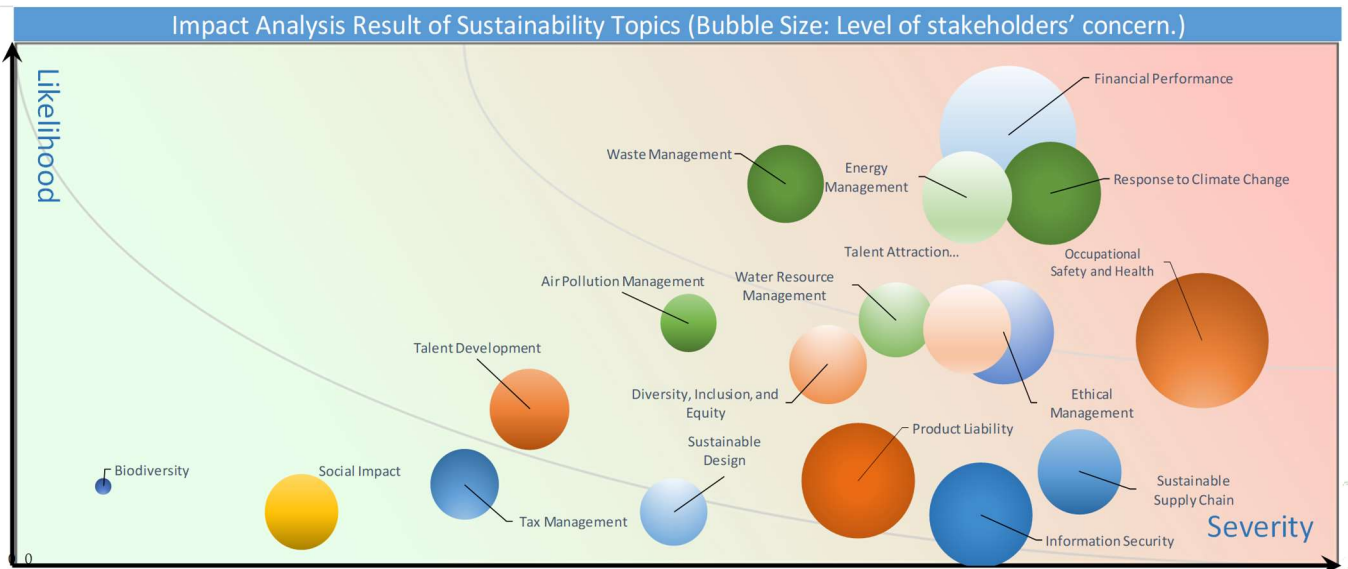 Impact Analysis Result of Sustainability Topics (Bubble Size: Level of stakeholders’ concern.)
Likelihood
Financial Performance
Waste Management
Energy
Management
Response to Climate Change
Talent Attraction...
Occupational
Safety and Health
Air Pollution Management
Water Resource
Management
Talent Development
Diversity, Inclusion, and
Equity
Ethical
Management
Product Liability
Sustainable
Design
Biodiversity
Social Impact
Sustainable
Supply Chain
Tax Management
Severity
Information Security
0 0